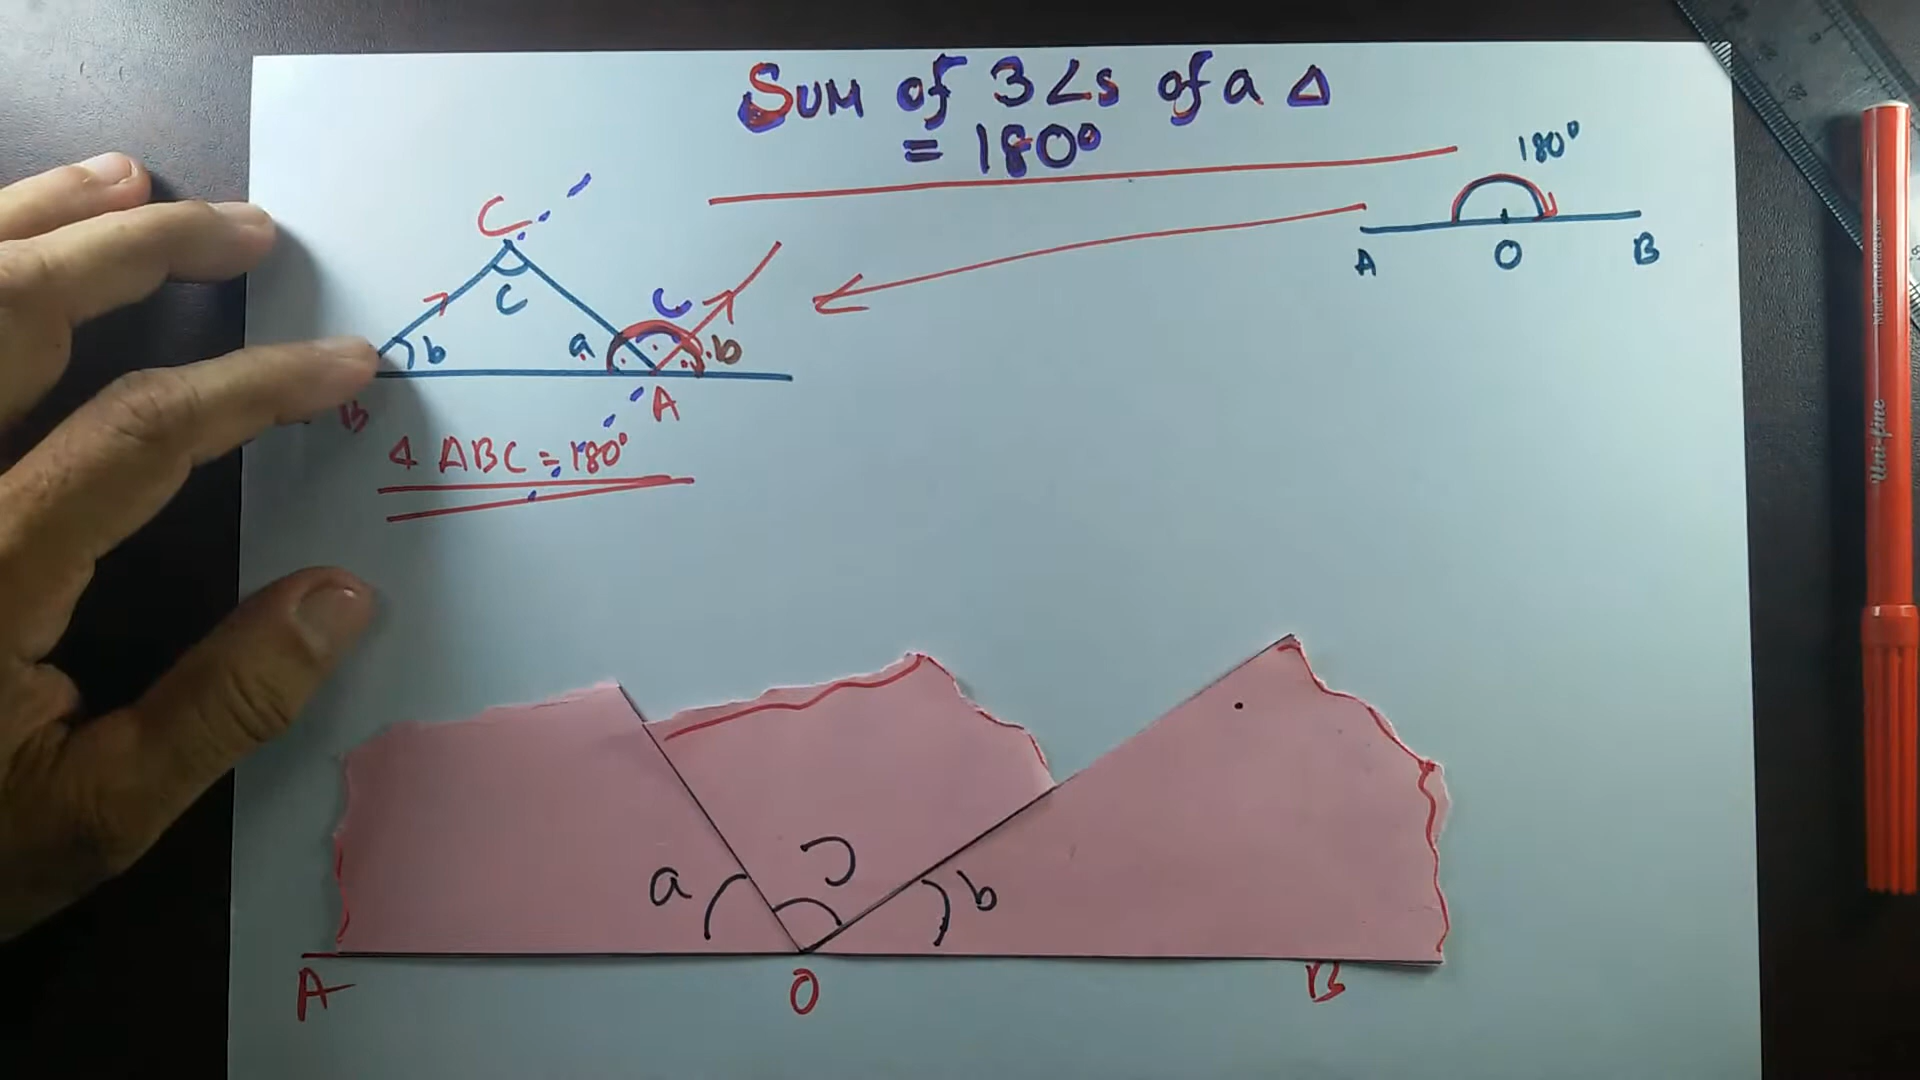 Sum of 3 ∠s of a Δ
= 180°
180°
A O B
C
c
c
b a b
B A
Δ ABC = 180°
a c b
A O B
Uni-fine